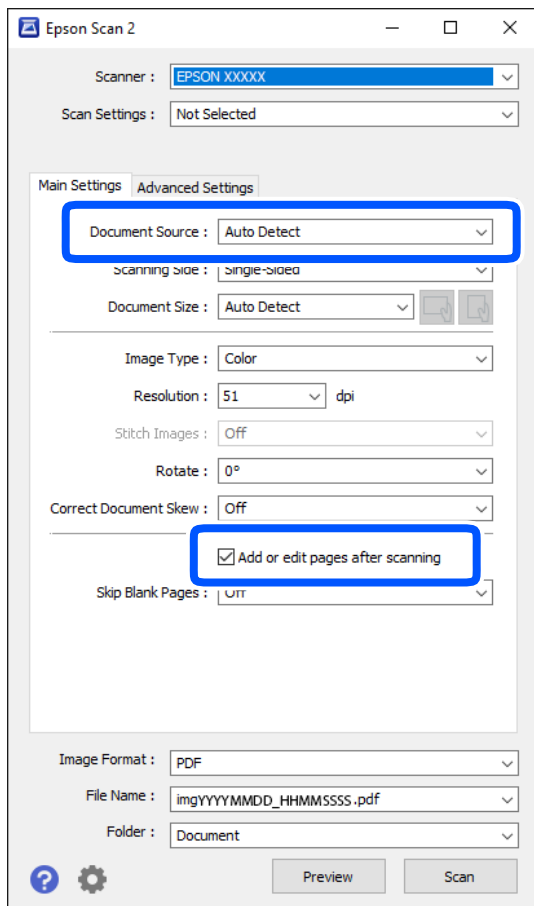 Epson Scan 2
Scanner : EPSON XXXXX
Scan Settings : Not Selected
Main Settings Advanced Settings
Document Source : Auto Detect
Scanning Side : Single-Sided
Document Size : Auto Detect
Image Type : Color
Resolution : 51 dpi
Stitch Images : Off
Rotate : 0°
Correct Document Skew : Off
Add or edit pages after scanning
Skip Blank Pages : Off
Image Format : PDF
File Name : imgYYYYMMDD_HHMMSSSS.pdf
Folder : Document
? Preview Scan